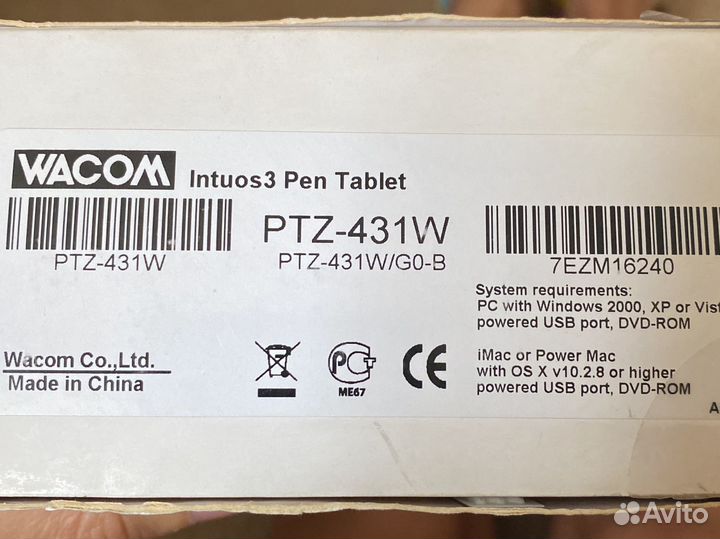 WACOM
Intuos3 Pen Tablet
PTZ-431W
PTZ-431W
PTZ-431W/G0-B
7EZM16240
System requirements:
PC with Windows 2000, XP or Vist
powered USB port, DVD-ROM
iMac or Power Mac
with OS X v10.2.8 or higher
powered USB port, DVD-ROM
Wacom Co.,Ltd.
Made in China
РСТ
ME67
CE
A
Avito